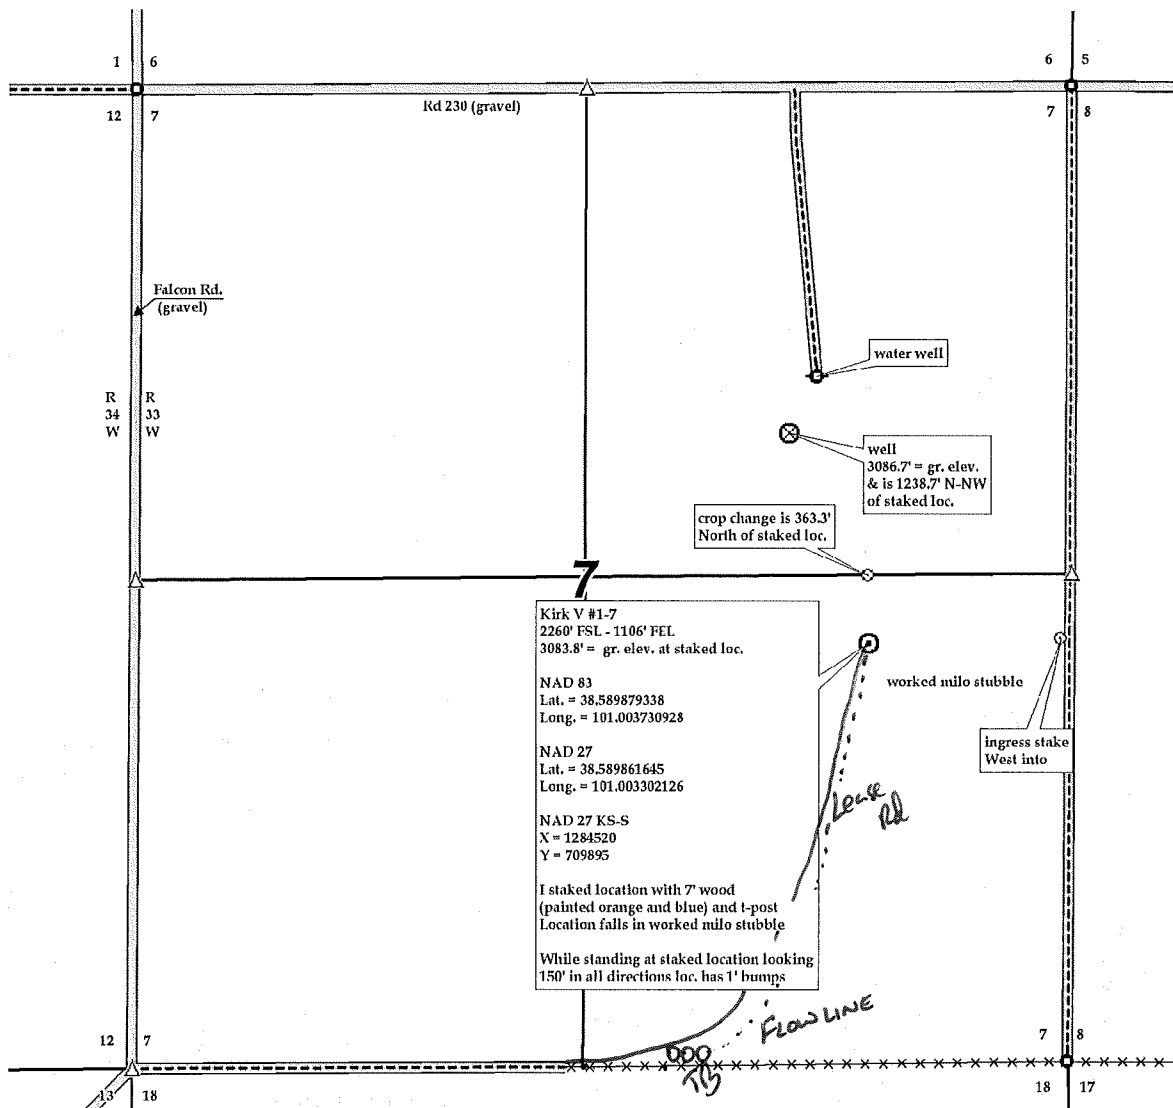 1 6
6 5
12 7
Rd 230 (gravel)
7 8
Falcon Rd.
(gravel)
water well
R R
34 33
W W
well
3086.7' = gr. elev.
& is 1238.7' N-NW
of staked loc.
crop change is 363.3'
North of staked loc.
7
Kirk V #1-7
2260' FSL - 1106' FEL
3083.8' = gr. elev. at staked loc.
NAD 83
Lat. = 38.589879338
Long. = 101.003730928
NAD 27
Lat. = 38.589861645
Long. = 101.003302126
NAD 27 KS-S
X = 1284520
Y = 709895
I staked location with 7' wood
(painted orange and blue) and t-post
Location falls in worked milo stubble
While standing at staked location looking
150' in all directions loc. has 1' bumps
worked milo stubble
ingress stake
West into
Lease
Rd
FLOWLINE
TB
12 7
7 8
13 18
18 17